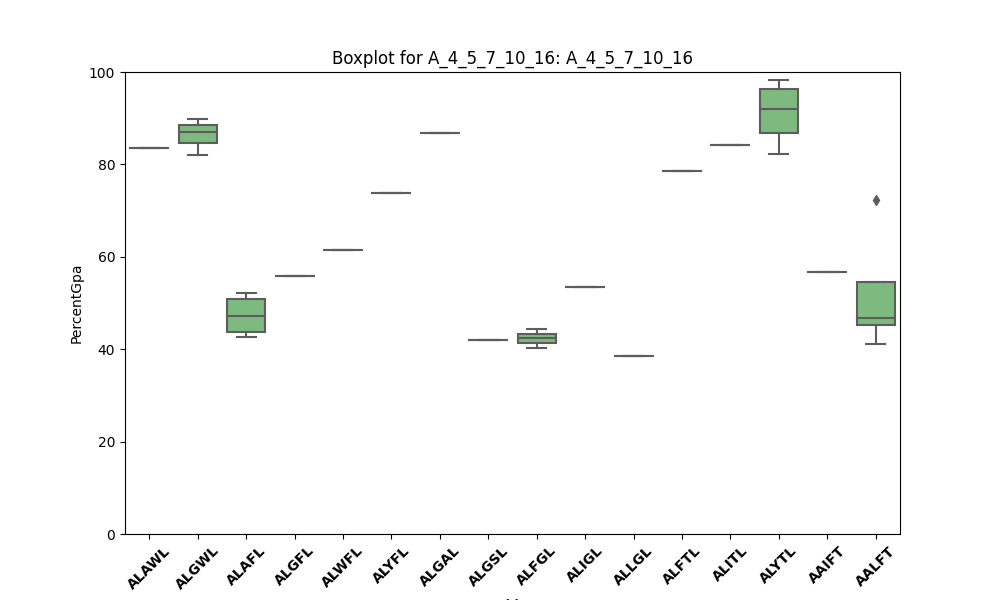 Boxplot for A_4_5_7_10_16: A_4_5_7_10_16
PercentGpa
100
80
60
40
20
0
ALAWL
ALGWL
ALAFL
ALGFL
ALWFL
ALYFL
ALGAL
ALGSL
ALFGL
ALIGL
ALLGL
ALFTL
ALITL
ALYTL
AAIFT
AALFT